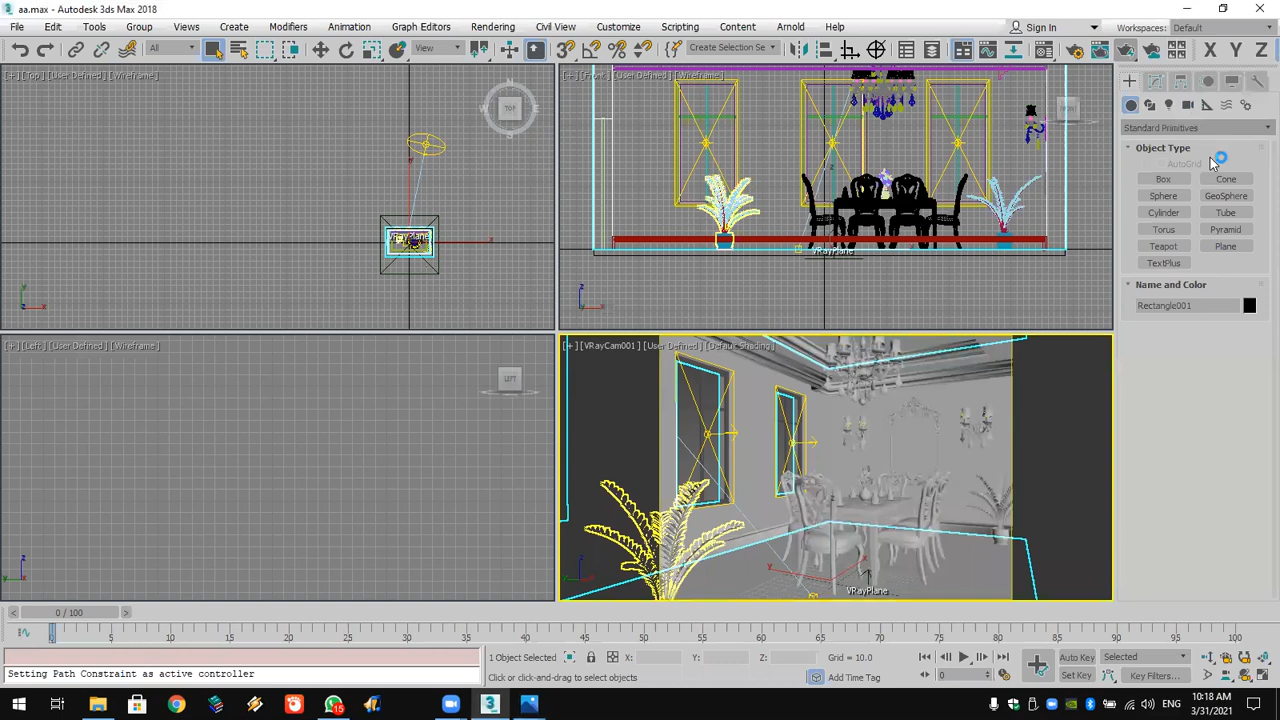 aa.max - Autodesk 3ds Max 2018
File Edit Tools Group Views Create Modifiers Animation Graph Editors Rendering Civil View Customize Scripting Content Arnold Help Sign In Workspaces: Default
All View Create Selection Se X Y Z
[+] [Top] [User Defined] [Wireframe]
TOP
VRayPlane
[+] [Front] [User Defined] [Wireframe]
FRONT
VRayPlane
[+] [Left] [User Defined] [Wireframe]
LEFT
[+] [VRayCam001] [User Defined] [Default Shading]
VRayPlane
Standard Primitives
Object Type
AutoGrid
Box Cone
Sphere GeoSphere
Cylinder Tube
Torus Pyramid
Teapot Plane
TextPlus
Name and Color
Rectangle001
0 / 100
0 5 10 15 20 25 30 35 40 45 50 55 60 65 70 75 80 85 90 95 100
1 Object Selected X: Y: Z: Grid = 10.0 Auto Key Selected
Setting Path Constraint as active controller
Click or click-and-drag to select objects Add Time Tag 0 Set Key Key Filters...
15
ENG
10:18 AM
3/31/2021